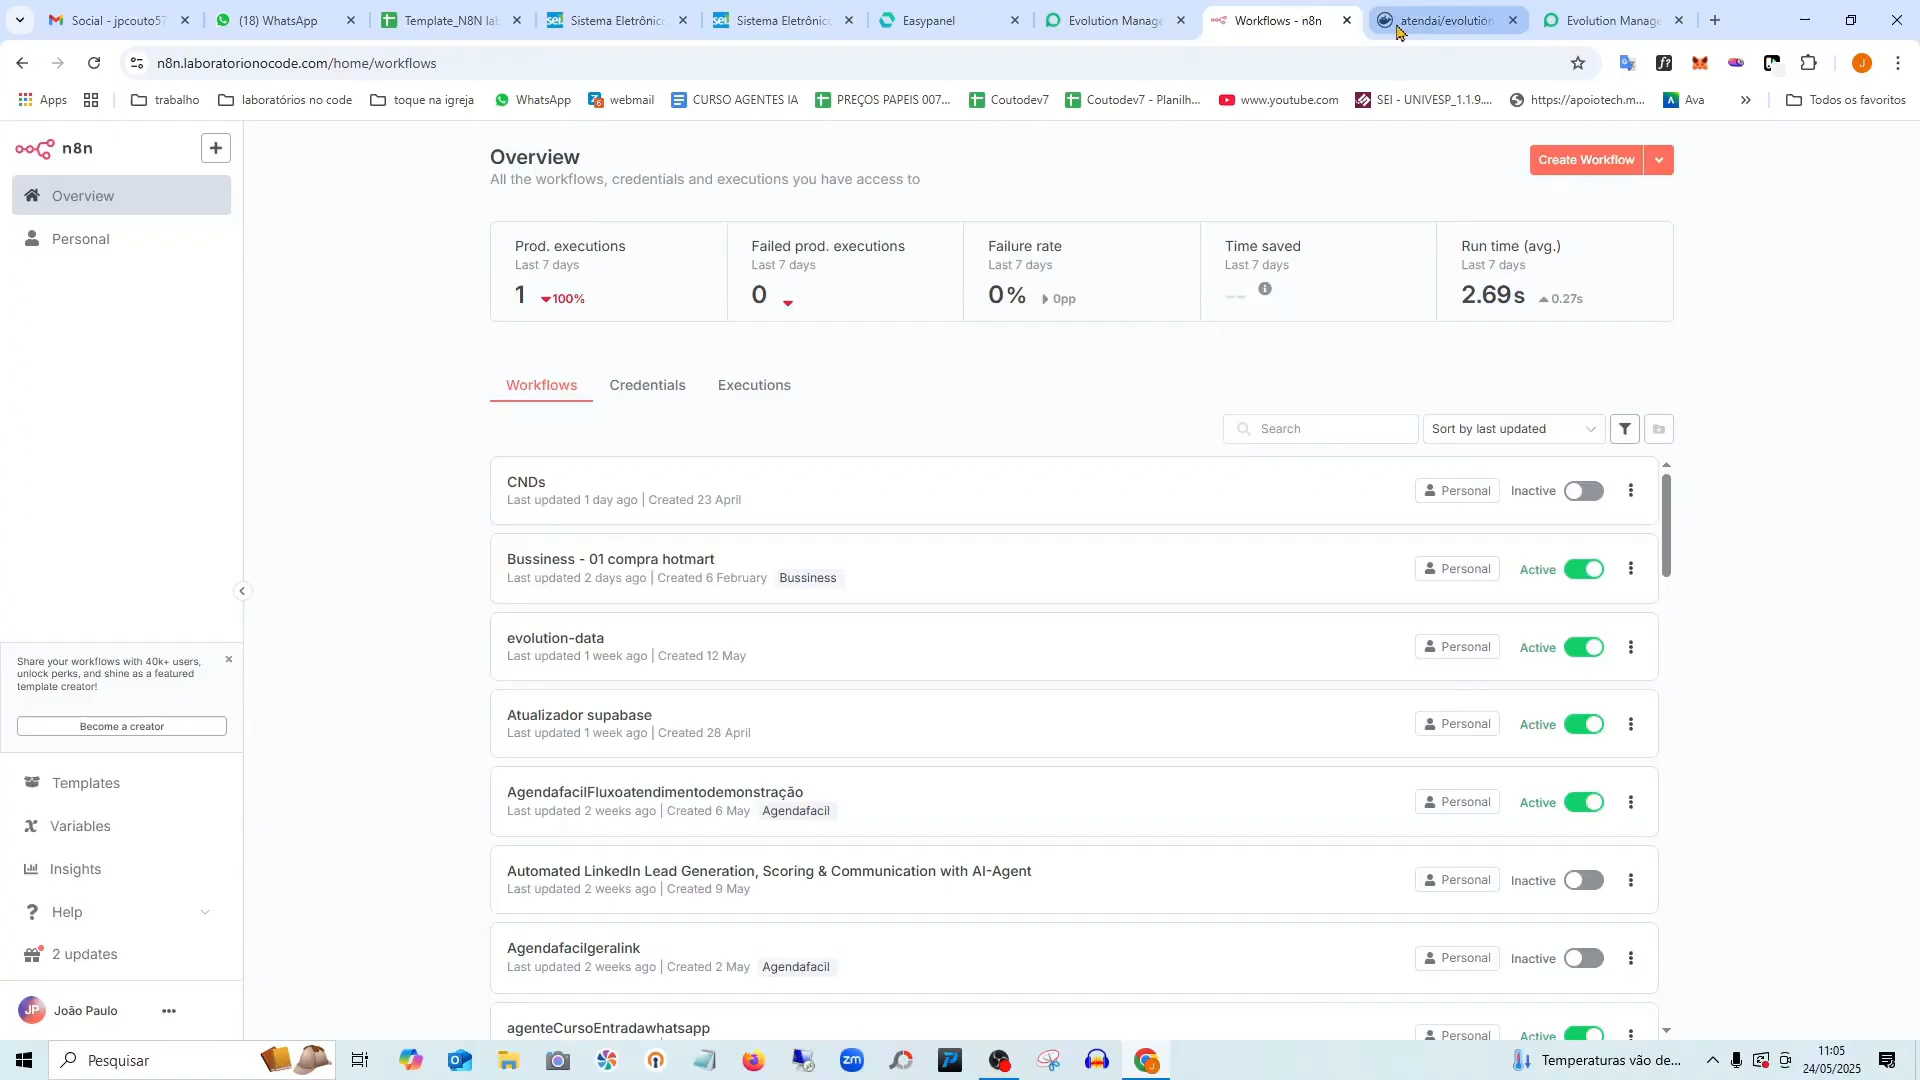 Social - jpcouto57
(18) WhatsApp
Template_N8N lab
Sistema Eletrônico
Sistema Eletrônico
Easypanel
Evolution Manage
Workflows - n8n
atendai/evolution
Evolution Manage
n8n.laboratorionocode.com/home/workflows
Apps
trabalho
laboratórios no code
toque na igreja
WhatsApp
webmail
CURSO AGENTES IA
PREÇOS PAPEIS 007...
Coutodev7
Coutodev7 - Planilh...
www.youtube.com
SEI - UNIVESP_1.1.9....
https://apoiotech.m...
Ava
Todos os favoritos
n8n
Overview
Personal
Overview
All the workflows, credentials and executions you have access to
Create Workflow
Prod. executions
Last 7 days
1 100%
Failed prod. executions
Last 7 days
0
Failure rate
Last 7 days
0% 0pp
Time saved
Last 7 days
--
Run time (avg.)
Last 7 days
2.69s 0.27s
Workflows
Credentials
Executions
Search
Sort by last updated
CNDs
Last updated 1 day ago | Created 23 April
Personal
Inactive
Bussiness - 01 compra hotmart
Last updated 2 days ago | Created 6 February
Bussiness
Personal
Active
evolution-data
Last updated 1 week ago | Created 12 May
Personal
Active
Atualizador supabase
Last updated 1 week ago | Created 28 April
Personal
Active
AgendafacilFluxoatendimentodemonstração
Last updated 2 weeks ago | Created 6 May
Agendafacil
Personal
Active
Automated LinkedIn Lead Generation, Scoring & Communication with AI-Agent
Last updated 2 weeks ago | Created 9 May
Personal
Inactive
Agendafacilgeralink
Last updated 2 weeks ago | Created 2 May
Agendafacil
Personal
Inactive
agenteCursoEntradawhatsapp
Personal
Active
Share your workflows with 40k+ users,
unlock perks, and shine as a featured
template creator!
Become a creator
Templates
Variables
Insights
Help
2 updates
JP
João Paulo
Pesquisar
Temperaturas vão de...
11:05
24/05/2025